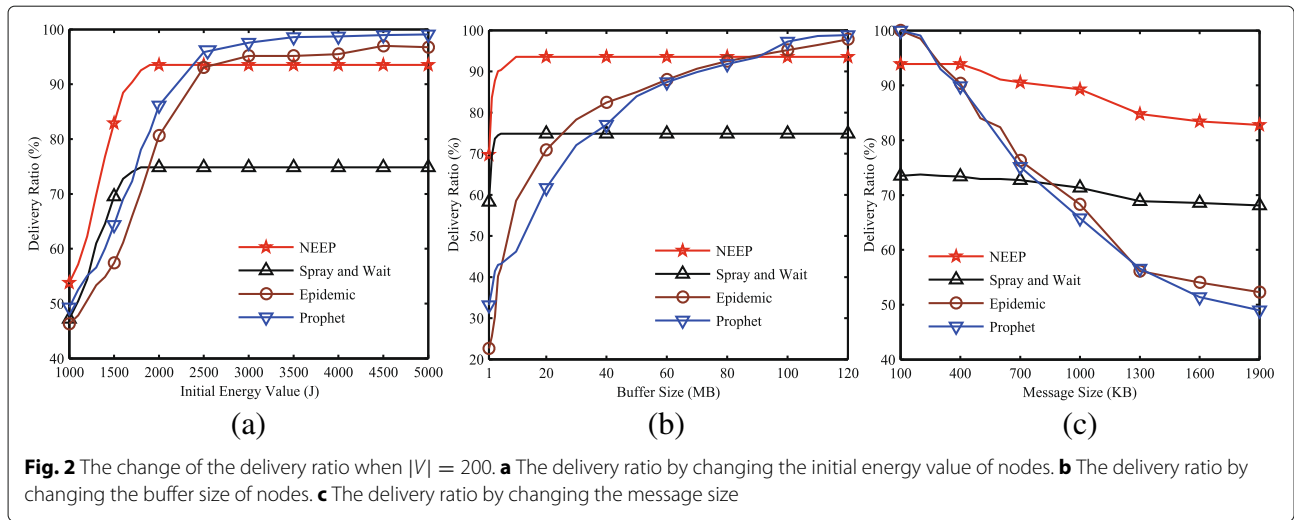 100
90
80
70
60
50
40
Delivery Ratio (%)
1000 1500 2000 2500 3000 3500 4000 4500 5000
Initial Energy Value (J)
NEEP
Spray and Wait
Epidemic
Prophet
(a)
100
90
80
70
60
50
40
30
20
Delivery Ratio (%)
1 20 40 60 80 100 120
Buffer Size (MB)
NEEP
Spray and Wait
Epidemic
Prophet
(b)
100
90
80
70
60
50
40
Delivery Ratio (%)
100 400 700 1000 1300 1600 1900
Message Size (KB)
NEEP
Spray and Wait
Epidemic
Prophet
(c)
Fig. 2 The change of the delivery ratio when |V| = 200. a The delivery ratio by changing the initial energy value of nodes. b The delivery ratio by
changing the buffer size of nodes. c The delivery ratio by changing the message size